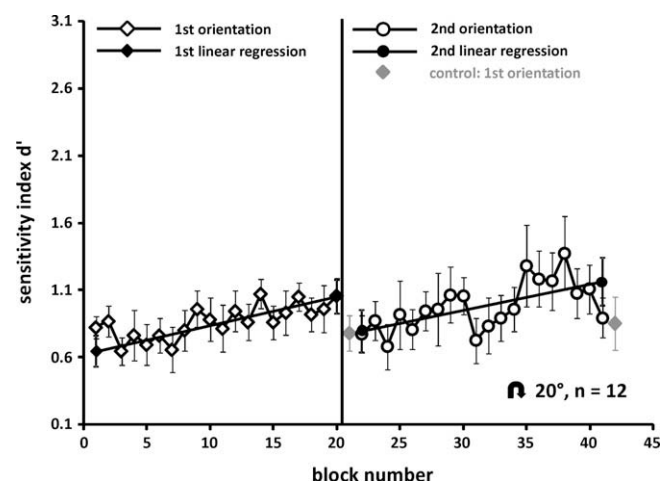 3.1
2.6
2.1
1.6
1.1
0.6
0.1
sensitivity index d'
1st orientation
1st linear regression
2nd orientation
2nd linear regression
control: 1st orientation
20°, n = 12
0 5 10 15 20 25 30 35 40 45
block number